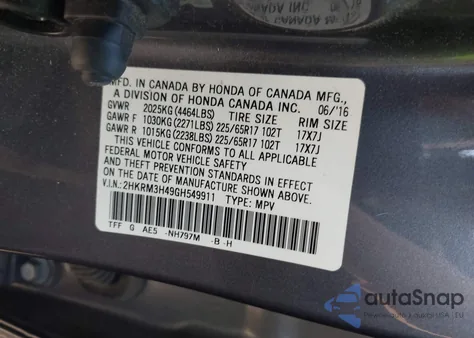 MFD. IN CANADA BY HONDA OF CANADA MFG.,
A DIVISION OF HONDA CANADA INC. 06/'16
GVWR 2025KG (4464LBS) TIRE SIZE RIM SIZE
GAWR F 1030KG (2271LBS) 225/65R17 102T 17X7J
GAWR R 1015KG (2238LBS) 225/65R17 102T 17X7J
THIS VEHICLE CONFORMS TO ALL APPLICABLE
FEDERAL MOTOR VEHICLE SAFETY AND
THEFT PREVENTION STANDARDS IN EFFECT ON
THE DATE OF MANUFACTURE SHOWN ABOVE.
V.I.N.: 2HKRM3H49GH549911 TYPE: MPV
TFF G AE5 -NH797M -B-H
autoSnap